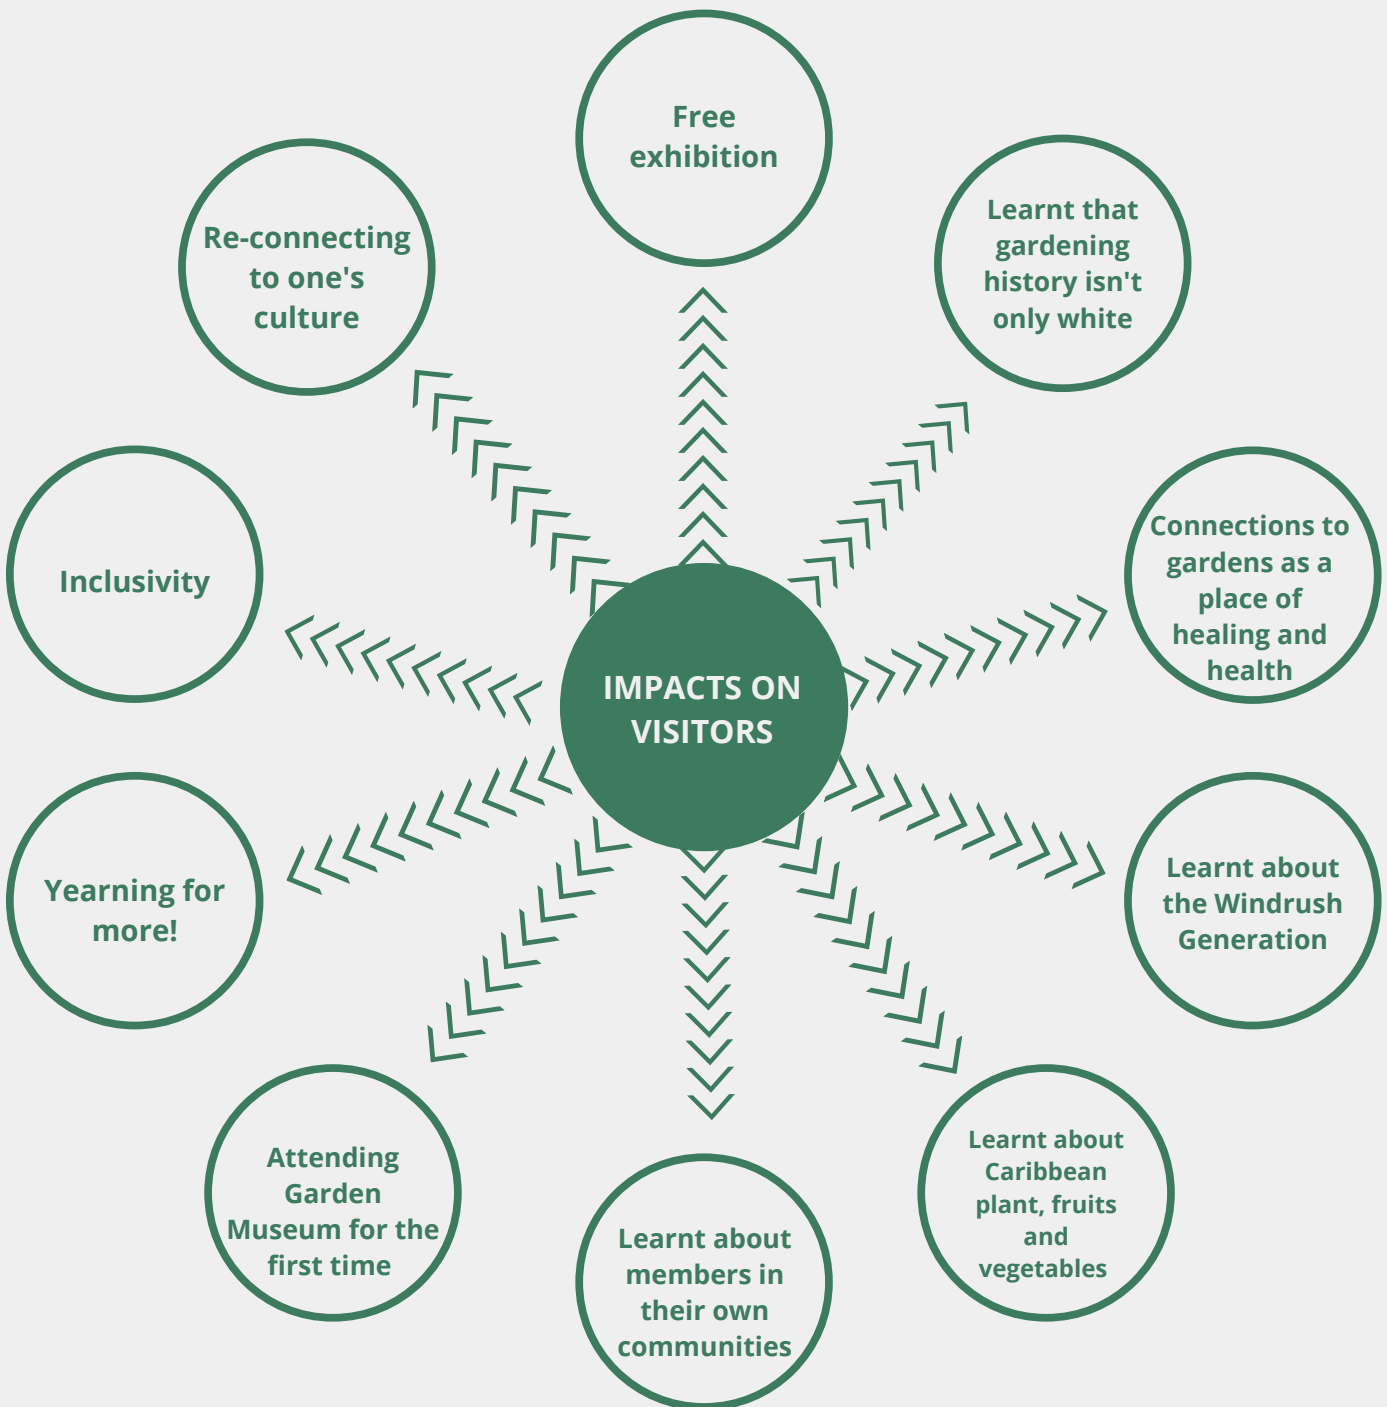 Free
exhibition
Learnt that
gardening
history isn't
only white
Connections to
gardens as a
place of
healing and
health
Learnt about
the Windrush
Generation
Learnt about
Caribbean
plant, fruits
and
vegetables
Learnt about
members in
their own
communities
Attending
Garden
Museum for the
first time
Yearning for
more!
Inclusivity
Re-connecting
to one's
culture
IMPACTS ON
VISITORS